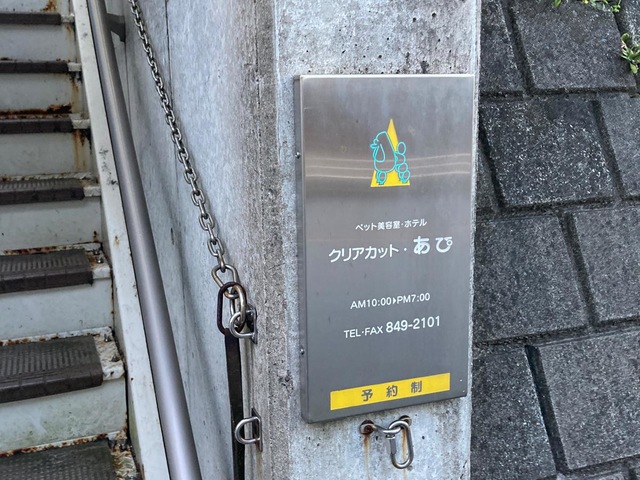 ペット美容室・ホテル
クリアカット・あぴ
AM10:00▶PM7:00
TEL・FAX 849-2101
予約制